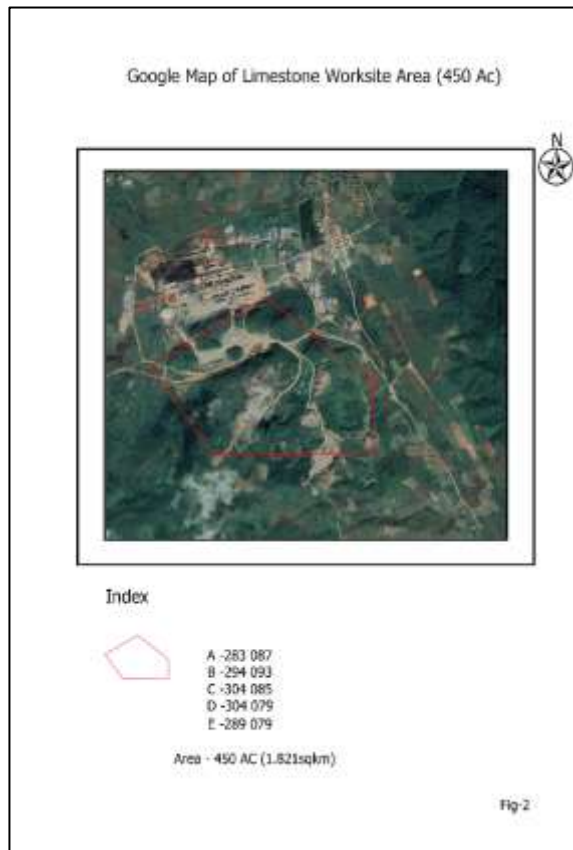 Google Map of Limestone Worksite Area (450 Ac)
N
Index
A -283 087
B -294 093
C -304 085
D -304 079
E -289 079
Area - 450 AC (1.821sqkm)
Fig-2